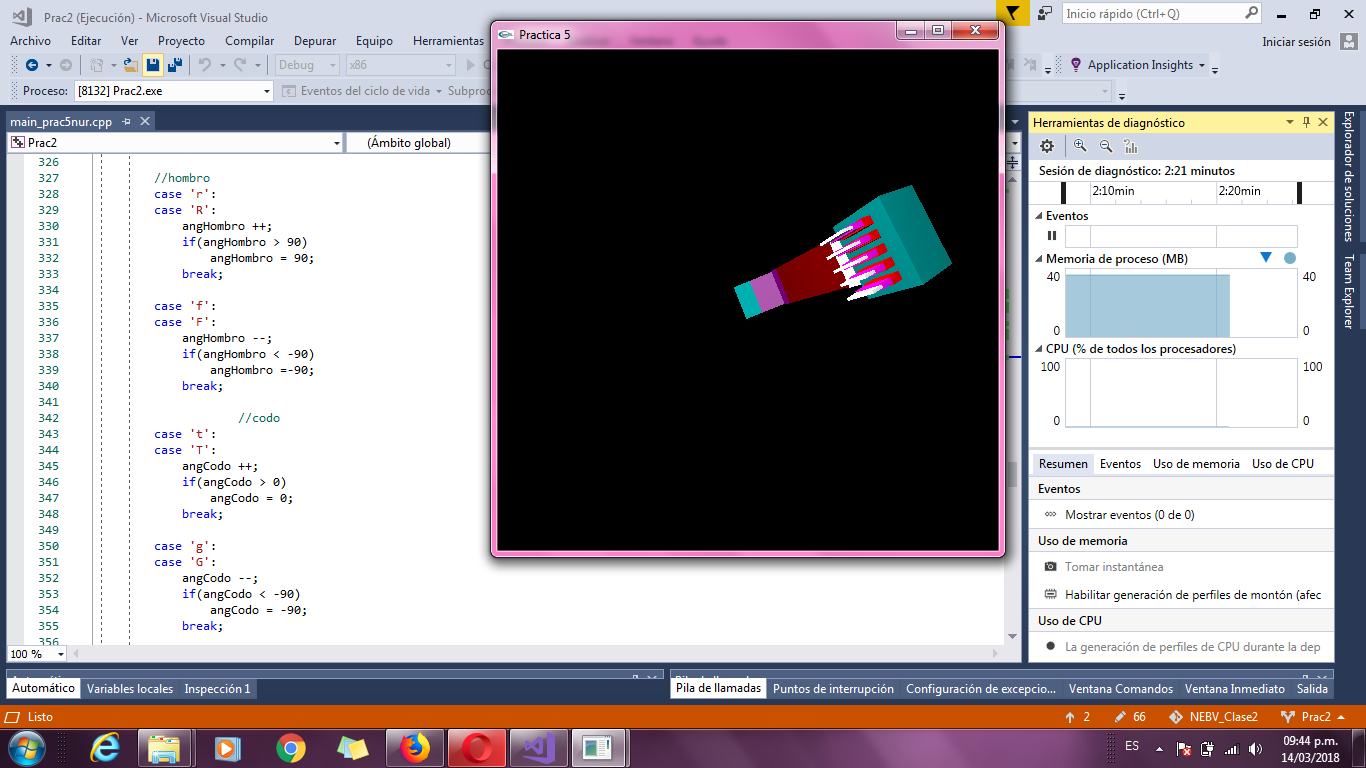 Prac2 (Ejecución) - Microsoft Visual Studio
Inicio rápido (Ctrl+Q)
Archivo Editar Ver Proyecto Compilar Depurar Equipo Herramientas
Iniciar sesión
Debug x86
Application Insights
Proceso: [8132] Prac2.exe Eventos del ciclo de vida
main_prac5nur.cpp
Prac2 (Ámbito global)
326
327 //hombro
328 case 'r':
329 case 'R':
330 angHombro ++;
331 if(angHombro > 90)
332 angHombro = 90;
333 break;
334
335 case 'f':
336 case 'F':
337 angHombro --;
338 if(angHombro < -90)
339 angHombro =-90;
340 break;
341
342 //codo
343 case 't':
344 case 'T':
345 angCodo ++;
346 if(angCodo > 0)
347 angCodo = 0;
348 break;
349
350 case 'g':
351 case 'G':
352 angCodo --;
353 if(angCodo < -90)
354 angCodo = -90;
355 break;
356
100 %
Practica 5
Herramientas de diagnóstico
Sesión de diagnóstico: 2:21 minutos
2:10min 2:20min
Eventos
Memoria de proceso (MB)
40 40
0 0
CPU (% de todos los procesadores)
100 100
0 0
Resumen Eventos Uso de memoria Uso de CPU
Eventos
Mostrar eventos (0 de 0)
Uso de memoria
Tomar instantánea
Habilitar generación de perfiles de montón (afec
Uso de CPU
La generación de perfiles de CPU durante la dep
Explorador de soluciones
Team Explorer
Automático Variables locales Inspección 1
Pila de llamadas Puntos de interrupción Configuración de excepcio... Ventana Comandos Ventana Inmediato Salida
Listo
2 66 NEBV_Clase2 Prac2
ES
09:44 p.m.
14/03/2018